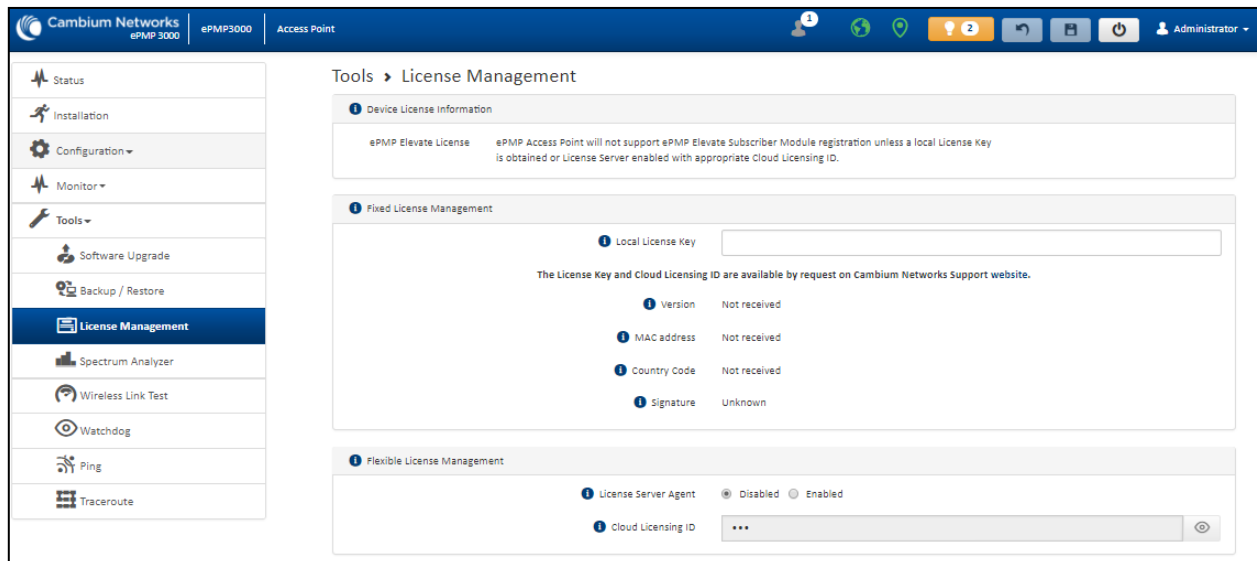 Cambium Networks
ePMP 3000
ePMP3000
Access Point
1
2
Administrator
Status
Installation
Configuration
Monitor
Tools
Software Upgrade
Backup / Restore
License Management
Spectrum Analyzer
Wireless Link Test
Watchdog
Ping
Traceroute
Tools > License Management
Device License Information
ePMP Elevate License ePMP Access Point will not support ePMP Elevate Subscriber Module registration unless a local License Key
is obtained or License Server enabled with appropriate Cloud Licensing ID.
Fixed License Management
Local License Key
The License Key and Cloud Licensing ID are available by request on Cambium Networks Support website.
Version Not received
MAC address Not received
Country Code Not received
Signature Unknown
Flexible License Management
License Server Agent Disabled Enabled
Cloud Licensing ID •••